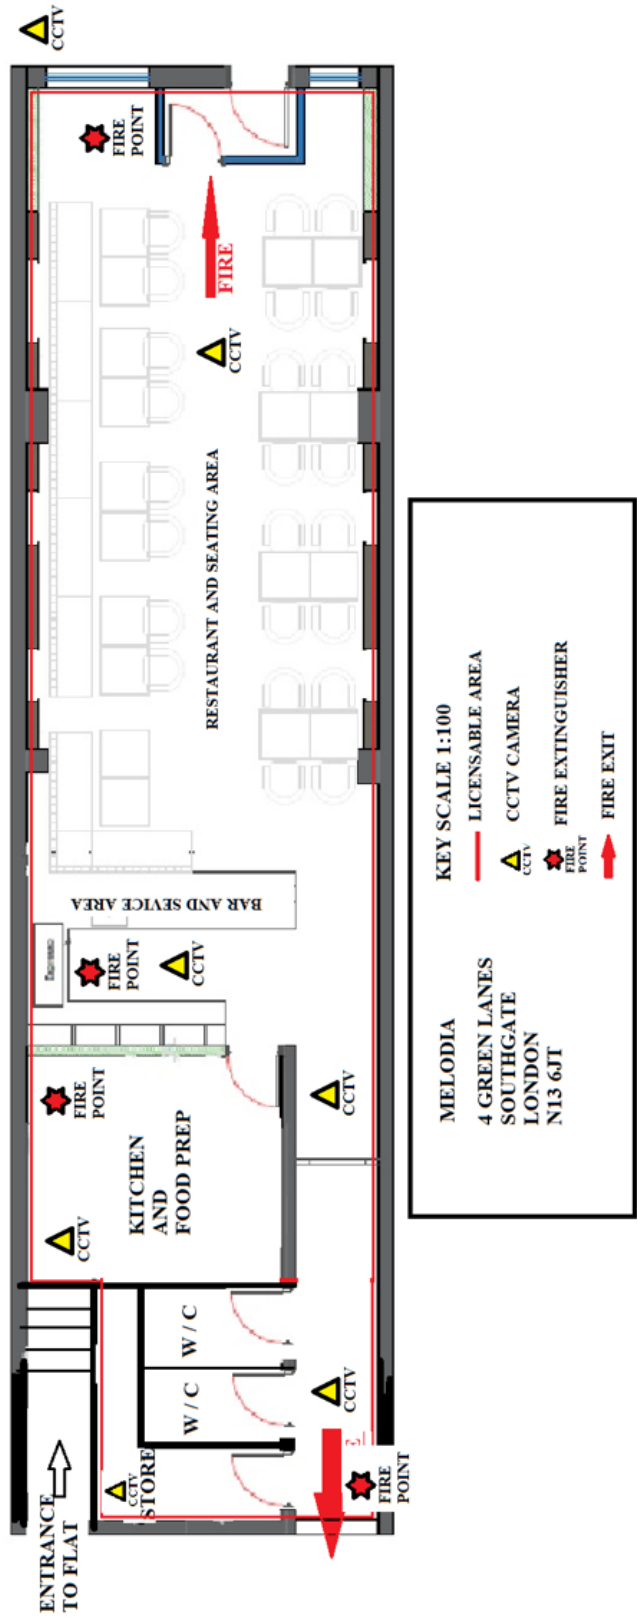 ENTRANCE
TO FLAT
CCTV
STORE
W / C
W / C
CCTV
KITCHEN
AND
FOOD PREP
FIRE
POINT
FIRE
POINT
CCTV
BAR AND SEVICE AREA
RESTAURANT AND SEATING AREA
CCTV
FIRE
FIRE
POINT
CCTV
CCTV
CCTV
FIRE
POINT
MELODIA
4 GREEN LANES
SOUTHGATE
LONDON
N13 6JT
KEY SCALE 1:100
LICENSABLE AREA
CCTV
CCTV CAMERA
FIRE
POINT
FIRE EXTINGUISHER
FIRE EXIT